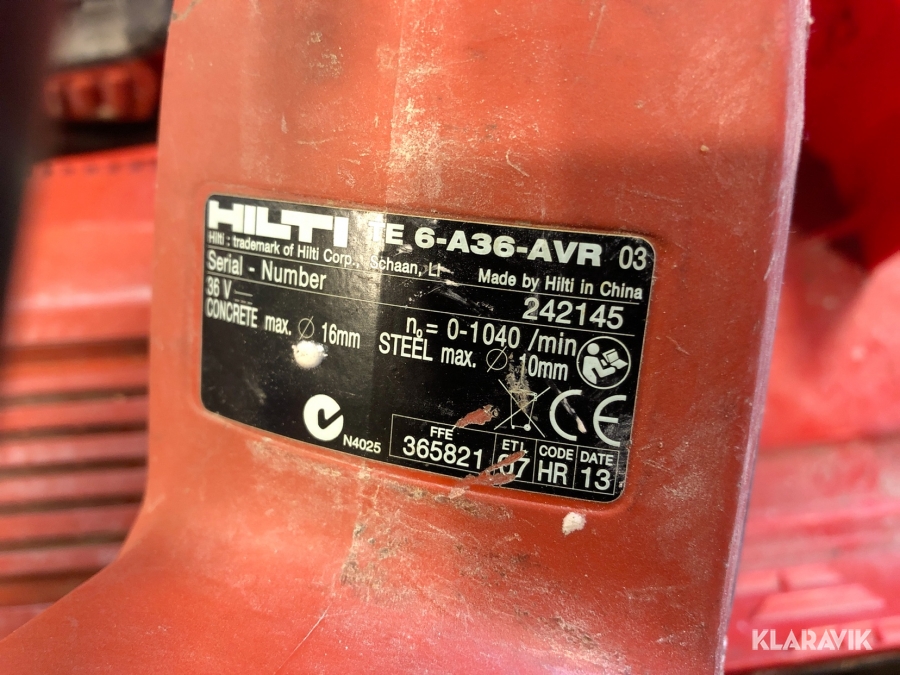 HILTI TE 6-A36-AVR 03
Hilti : trademark of Hilti Corp., Schaan, LI Made by Hilti in China
Serial - Number 242145
36 V n₀ = 0-1040 /min
CONCRETE max. Ø 16mm STEEL max. Ø 10mm
CE
N4025
FFE ETL CODE DATE
365821 07 HR 13
KLARAVIK